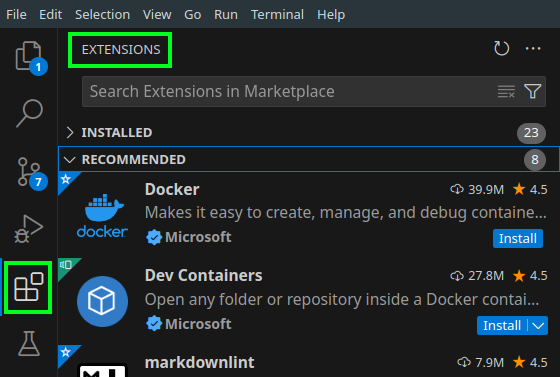 File Edit Selection View Go Run Terminal Help
EXTENSIONS
1
Search Extensions in Marketplace
INSTALLED 23
RECOMMENDED 8
7
Docker 39.9M 4.5
Makes it easy to create, manage, and debug containe...
docker
Microsoft Install
Dev Containers 27.8M 4.5
Open any folder or repository inside a Docker contai...
Microsoft Install
markdownlint 7.9M 4.5